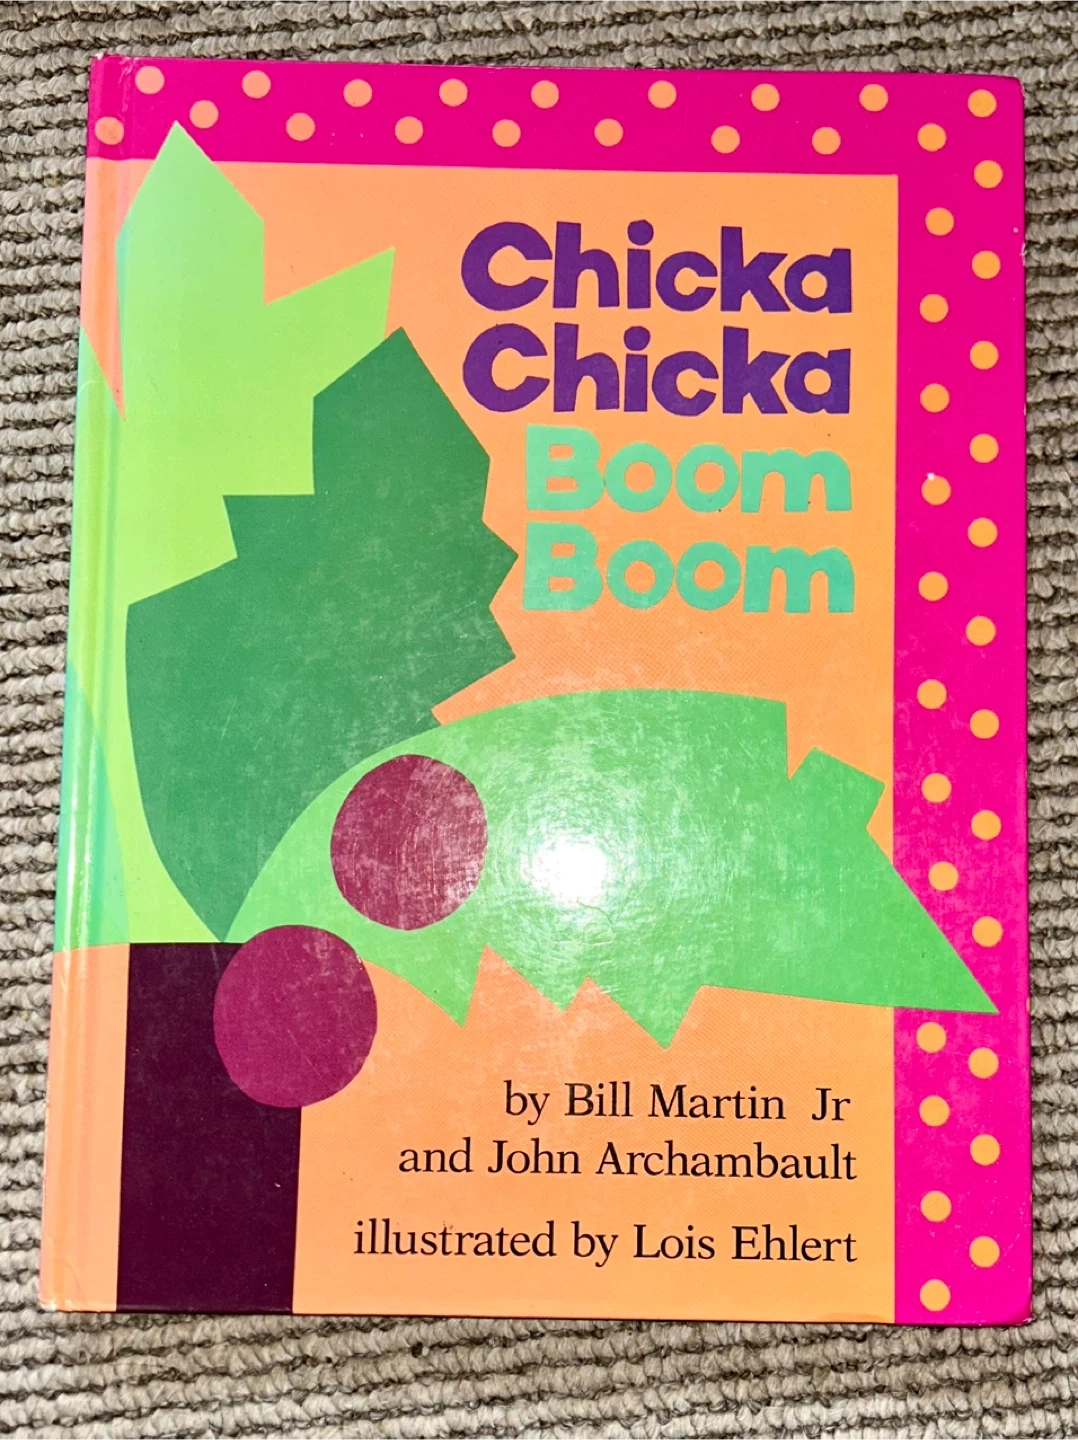 Chicka
Chicka
Boom
Boom
by Bill Martin Jr
and John Archambault
illustrated by Lois Ehlert